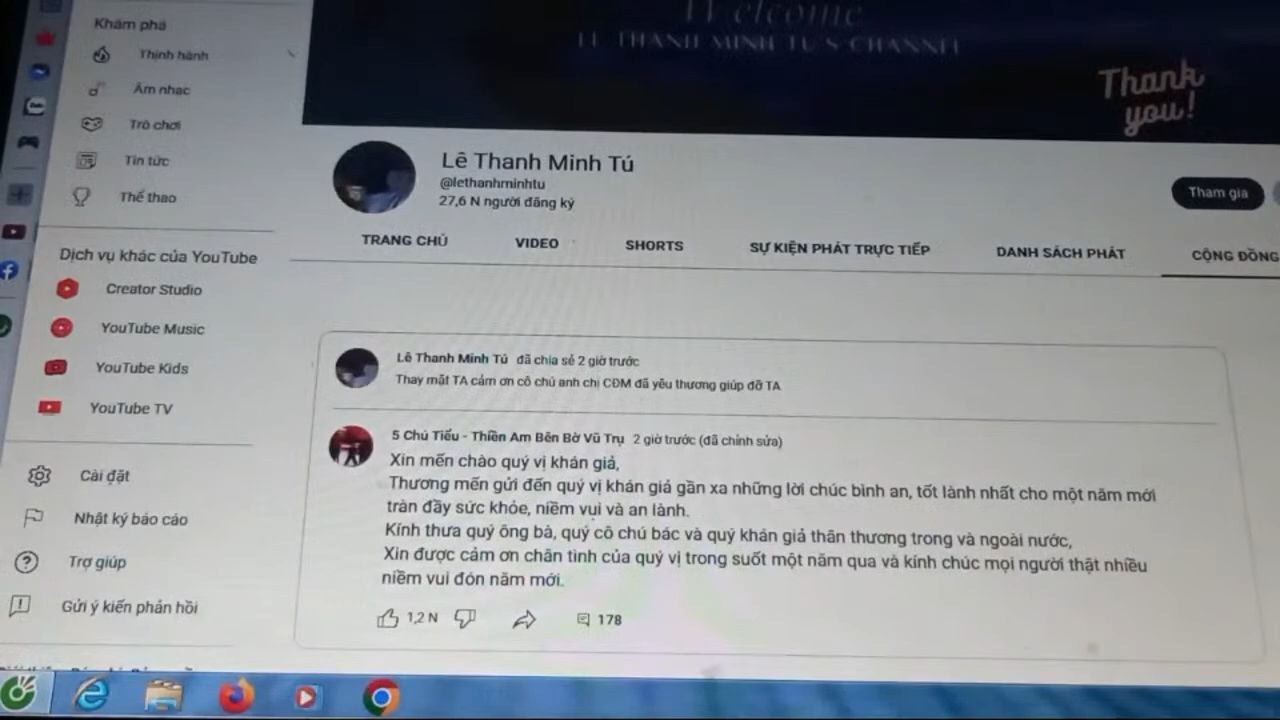 Khám phá
Thịnh hành
Âm nhạc
Trò chơi
Tin tức
Thể thao
Dịch vụ khác của YouTube
Creator Studio
YouTube Music
YouTube Kids
YouTube TV
Cài đặt
Nhật ký báo cáo
Trợ giúp
Gửi ý kiến phản hồi
Welcome
LE THANH MINH TU'S CHANNEL
Thank
you!
Lê Thanh Minh Tú
@lethanhminhtu
27,6 N người đăng ký
Tham gia
TRANG CHỦ VIDEO SHORTS SỰ KIỆN PHÁT TRỰC TIẾP DANH SÁCH PHÁT CỘNG ĐỒNG
Lê Thanh Minh Tú đã chia sẻ 2 giờ trước
Thay mặt TA cảm ơn cô chú anh chị CĐM đã yêu thương giúp đỡ TA
5 Chú Tiểu - Thiền Am Bên Bờ Vũ Trụ 2 giờ trước (đã chỉnh sửa)
Xin mến chào quý vị khán giả,
Thương mến gửi đến quý vị khán giả gần xa những lời chúc bình an, tốt lành nhất cho một năm mới
tràn đầy sức khỏe, niềm vui và an lành.
Kính thưa quý ông bà, quý cô chú bác và quý khán giả thân thương trong và ngoài nước,
Xin được cảm ơn chân tình của quý vị trong suốt một năm qua và kính chúc mọi người thật nhiều
niềm vui đón năm mới.
1,2 N 178